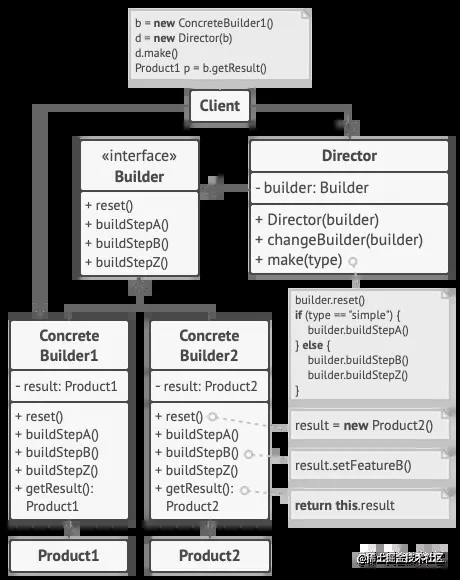 b = new ConcreteBuilder1()
d = new Director(b)
d.make()
Product1 p = b.getResult()
Client
«interface»
Builder
+ reset()
+ buildStepA()
+ buildStepB()
+ buildStepZ()
Director
- builder: Builder
+ Director(builder)
+ changeBuilder(builder)
+ make(type)
builder.reset()
if (type == "simple") {
builder.buildStepA()
} else {
builder.buildStepB()
builder.buildStepZ()
}
Concrete
Builder1
- result: Product1
+ reset()
+ buildStepA()
+ buildStepB()
+ buildStepZ()
+ getResult():
Product1
Concrete
Builder2
- result: Product2
+ reset()
+ buildStepA()
+ buildStepB()
+ buildStepZ()
+ getResult():
Product2
result = new Product2()
result.setFeatureB()
return this.result
Product1
Product2
@稀土掘金技术社区